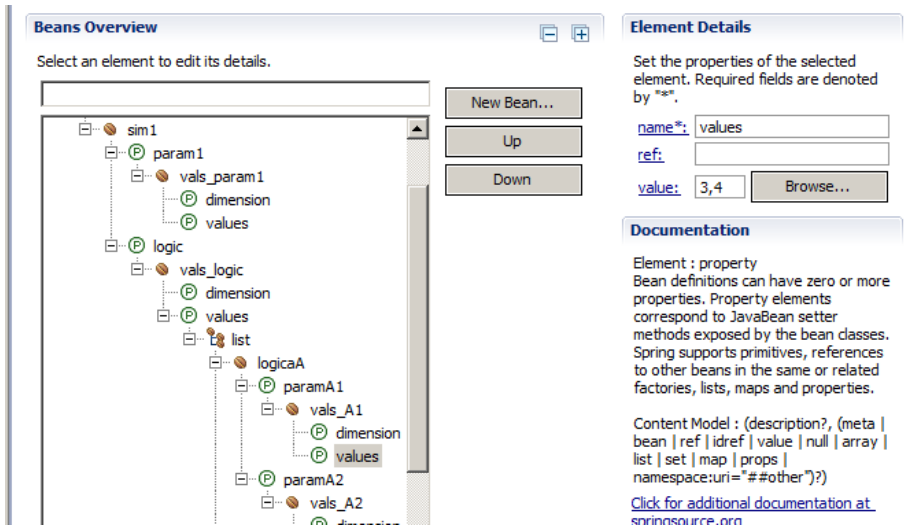 Beans Overview
Select an element to edit its details.
New Bean...
Up
Down
sim1
P param1
vals_param1
P dimension
P values
P logic
vals_logic
P dimension
P values
list
logicaA
P paramA1
vals_A1
P dimension
P values
P paramA2
vals_A2
P dimension
Element Details
Set the properties of the selected
element. Required fields are denoted
by "*".
name*: values
ref:
value: 3,4 Browse...
Documentation
Element : property
Bean definitions can have zero or more
properties. Property elements
correspond to JavaBean setter
methods exposed by the bean classes.
Spring supports primitives, references
to other beans in the same or related
factories, lists, maps and properties.
Content Model : (description?, (meta |
bean | ref | idref | value | null | array |
list | set | map | props |
namespace:uri="##other")?)
Click for additional documentation at
springsource.org